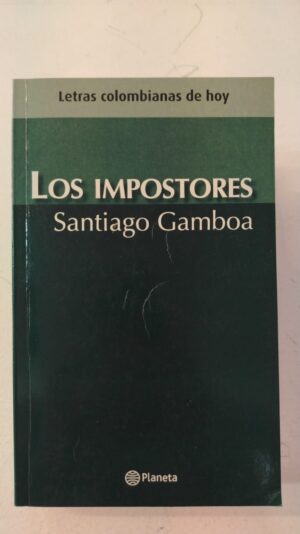 Letras colombianas de hoy
LOS IMPOSTORES
Santiago Gamboa
Planeta